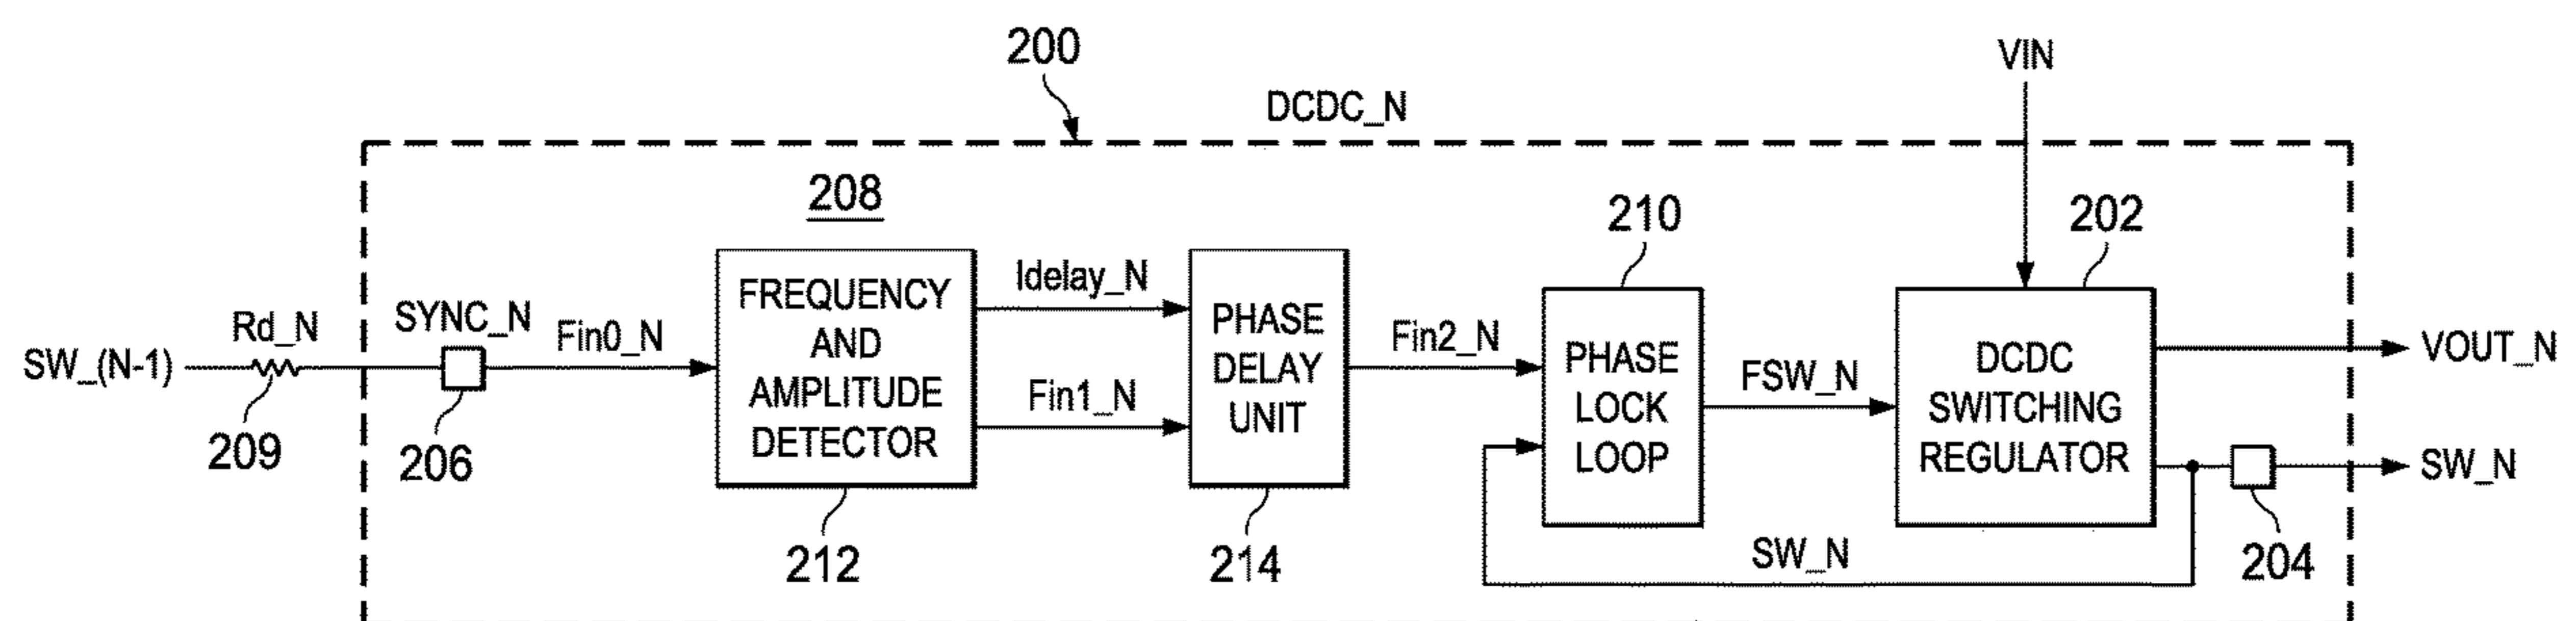 200
DCDC_N
VIN
208
210
202
SW_(N-1)
Rd_N
209
SYNC_N
206
Fin0_N
FREQUENCY
AND
AMPLITUDE
DETECTOR
212
Idelay_N
Fin1_N
PHASE
DELAY
UNIT
214
Fin2_N
PHASE
LOCK
LOOP
FSW_N
DCDC
SWITCHING
REGULATOR
VOUT_N
SW_N
SW_N
204